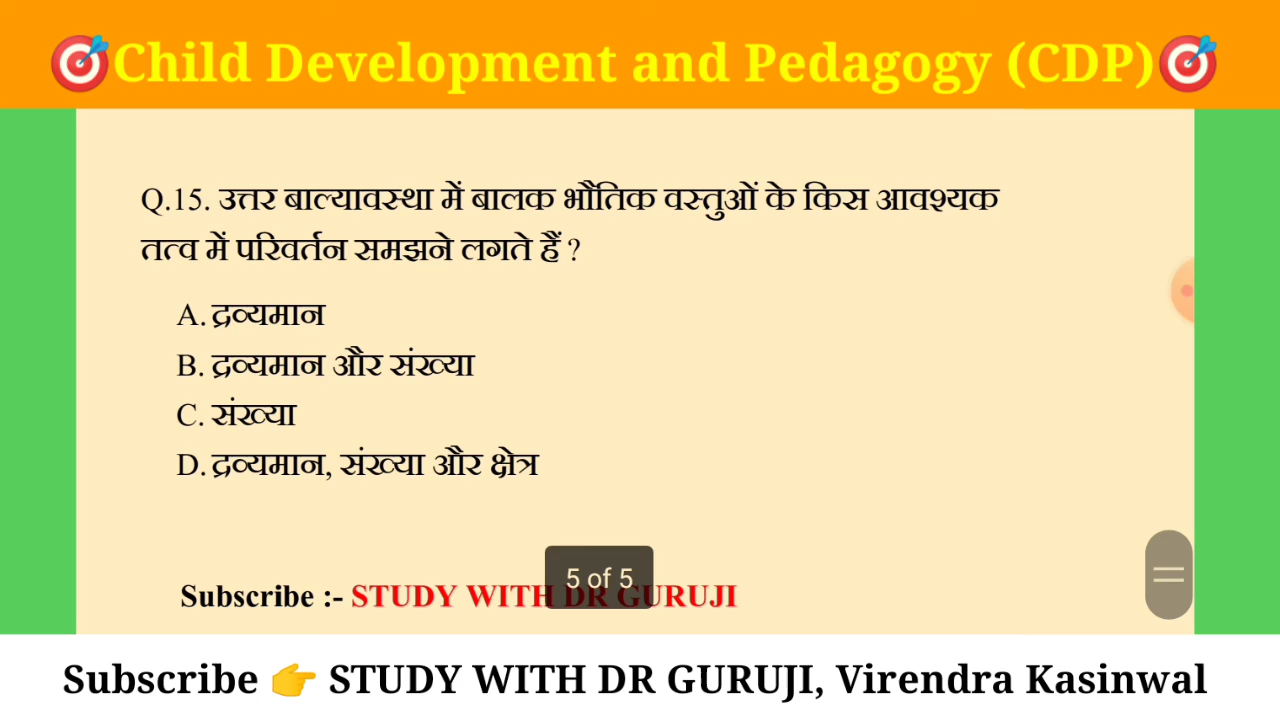 🎯Child Development and Pedagogy (CDP)🎯
Q.15. उत्तर बाल्यावस्था में बालक भौतिक वस्तुओं के किस आवश्यक
तत्व में परिवर्तन समझने लगते हैं ?
A. द्रव्यमान
B. द्रव्यमान और संख्या
C. संख्या
D. द्रव्यमान, संख्या और क्षेत्र
5 of 5
Subscribe :- STUDY WITH DR GURUJI
Subscribe 👉 STUDY WITH DR GURUJI, Virendra Kasinwal